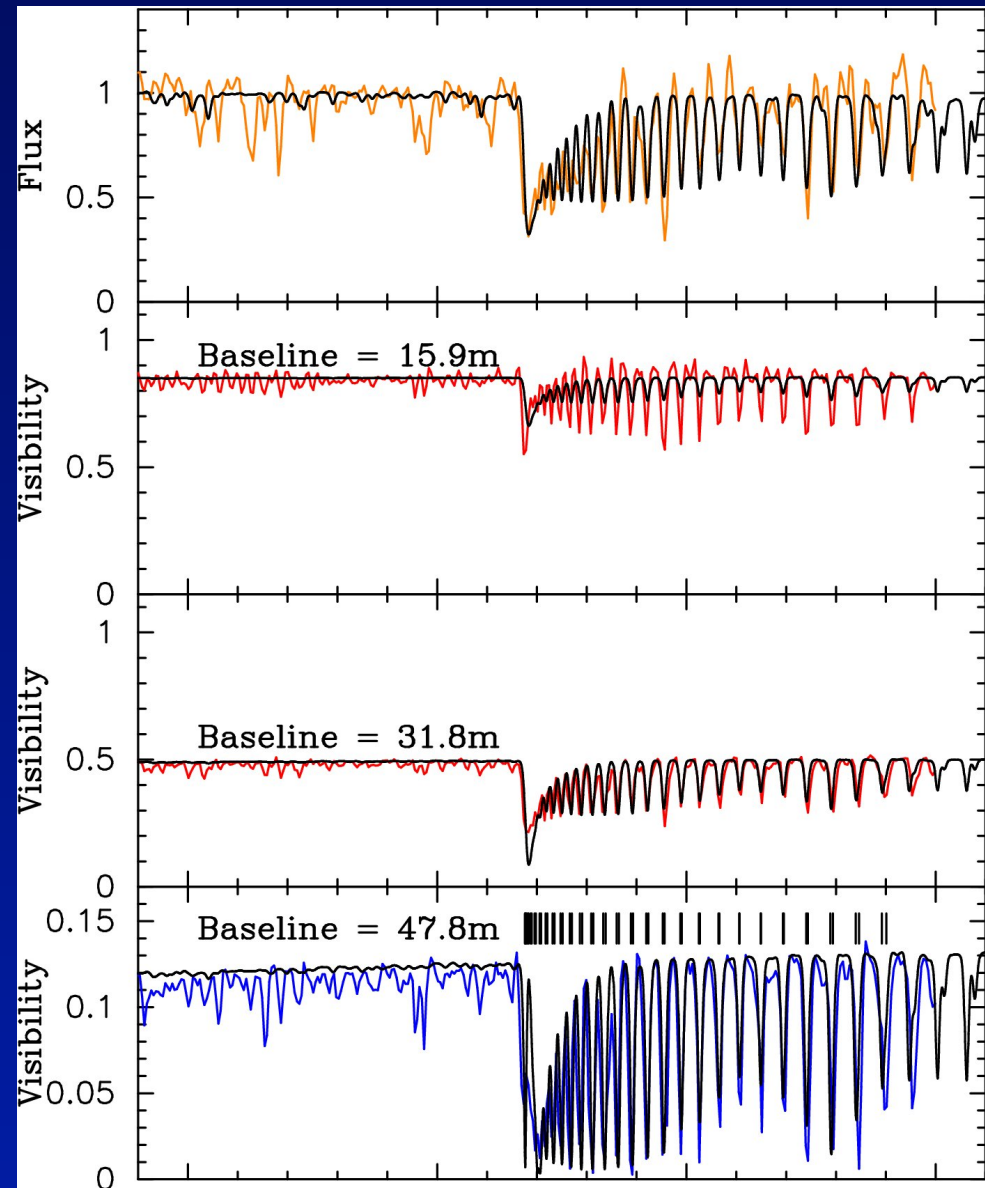 Flux
1
0.5
0
Visibility
1
Baseline = 15.9m
0.5
0
Visibility
1
Baseline = 31.8m
0.5
0
Visibility
0.15
Baseline = 47.8m
0.1
0.05
0